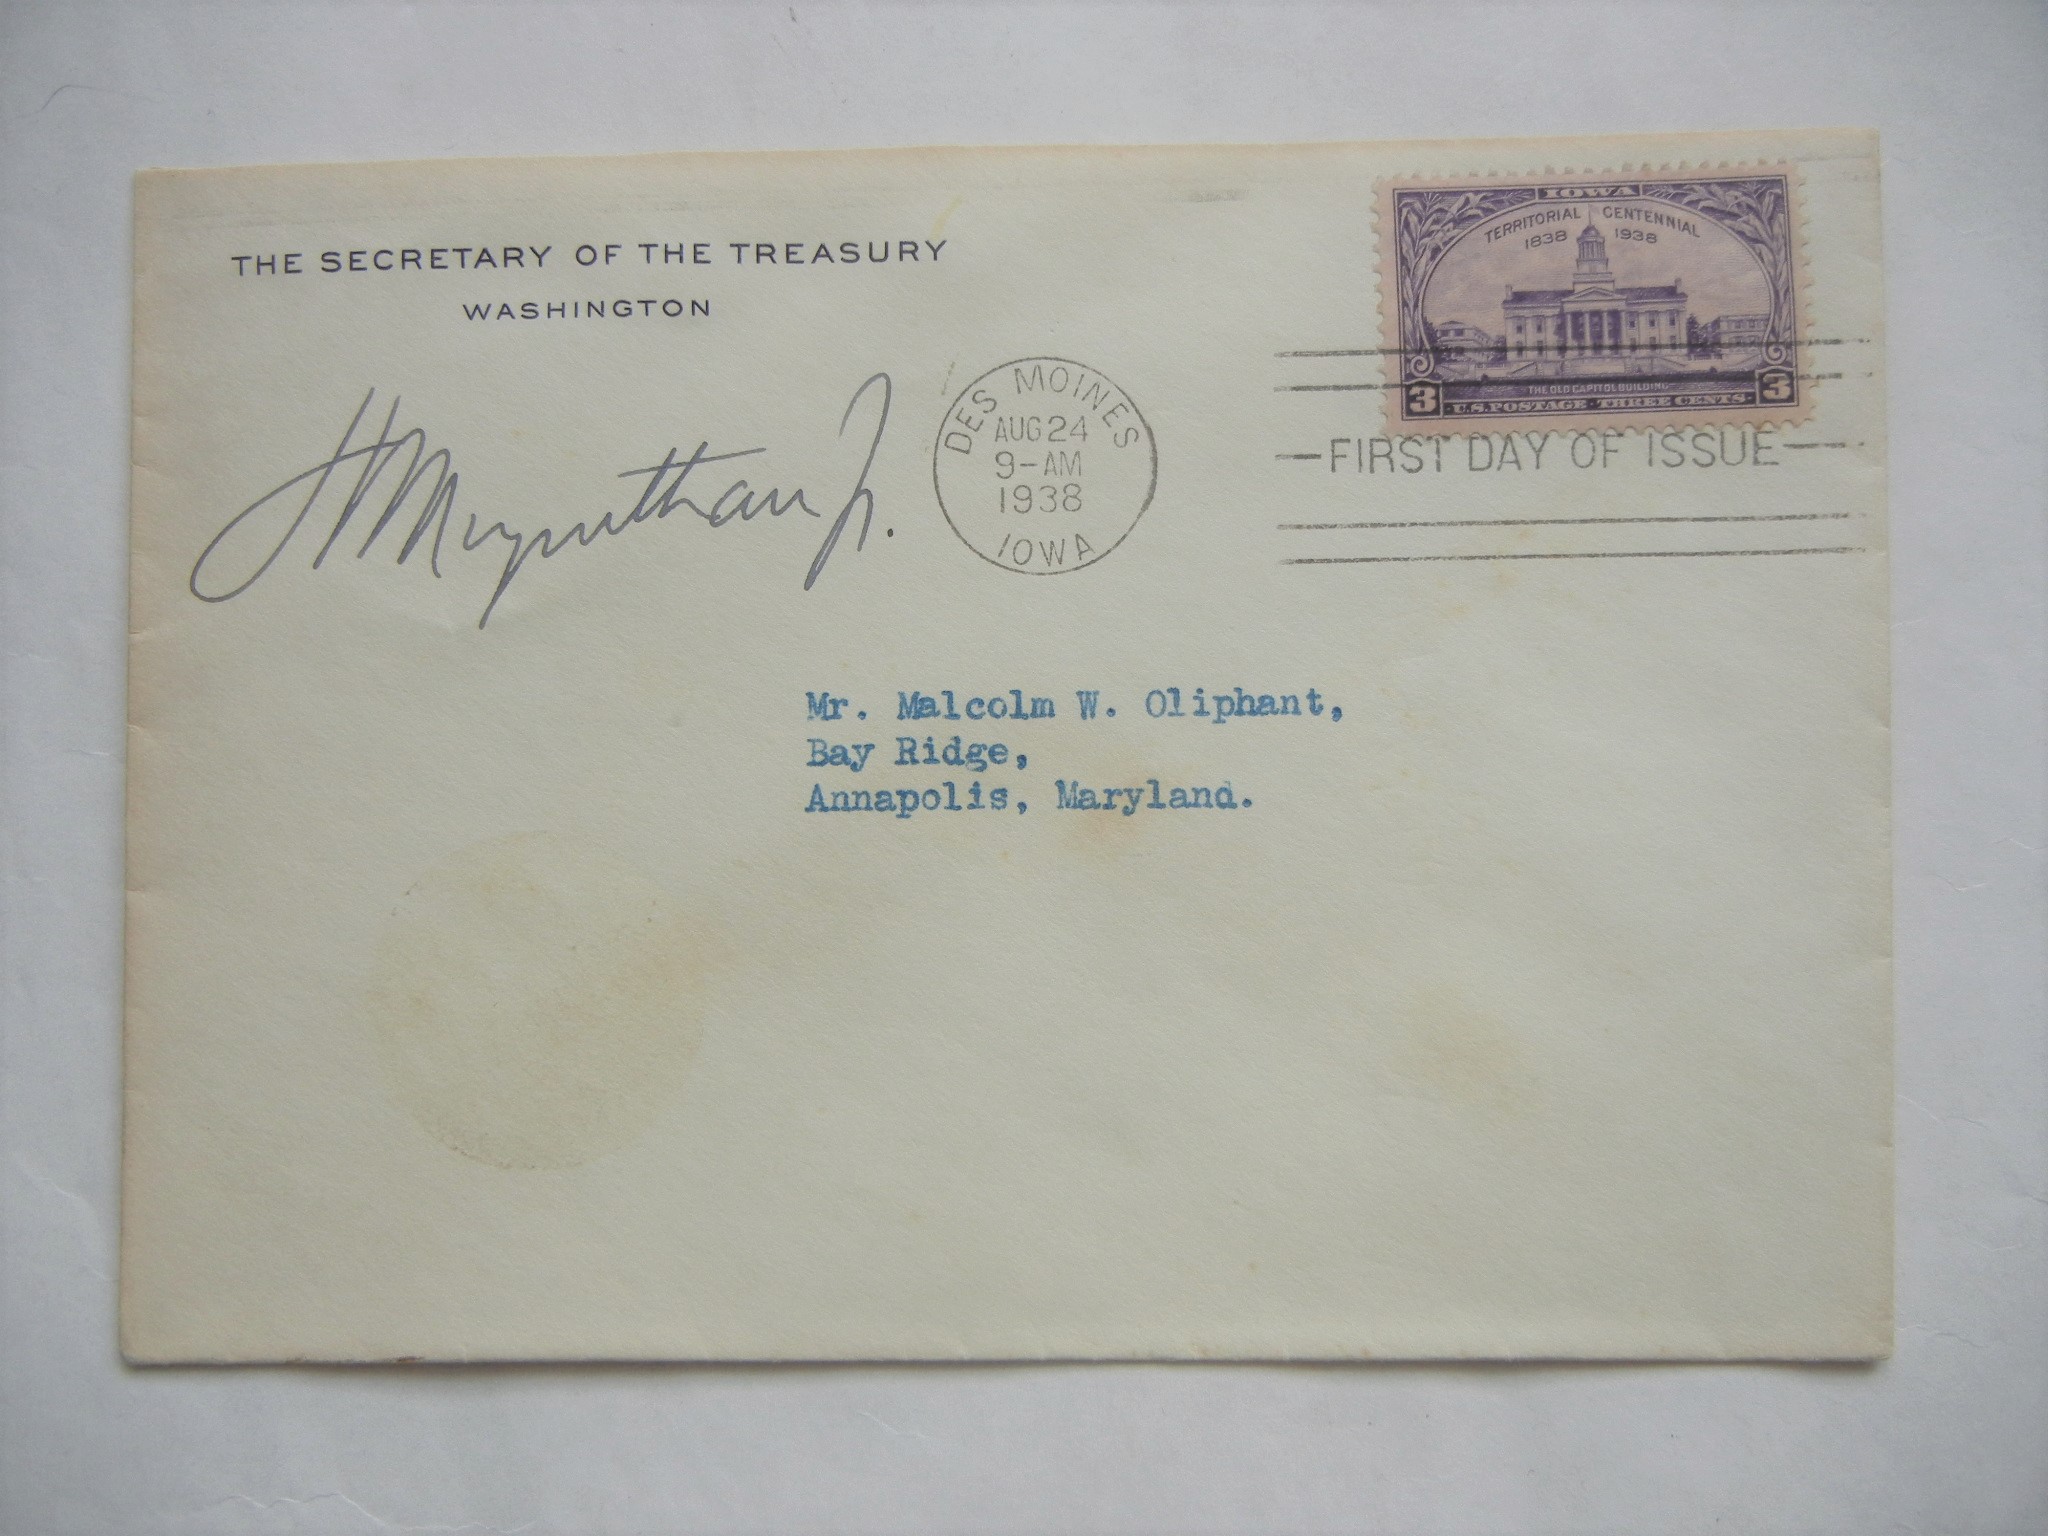 THE SECRETARY OF THE TREASURY
WASHINGTON
H Morgenthau Jr.
DES MOINES
AUG 24
9-AM
1938
IOWA
IOWA
TERRITORIAL CENTENNIAL
1838 1938
THE OLD CAPITOL BUILDING
3 U.S. POSTAGE · THREE CENTS · 3
FIRST DAY OF ISSUE
Mr. Malcolm W. Oliphant,
Bay Ridge,
Annapolis, Maryland.